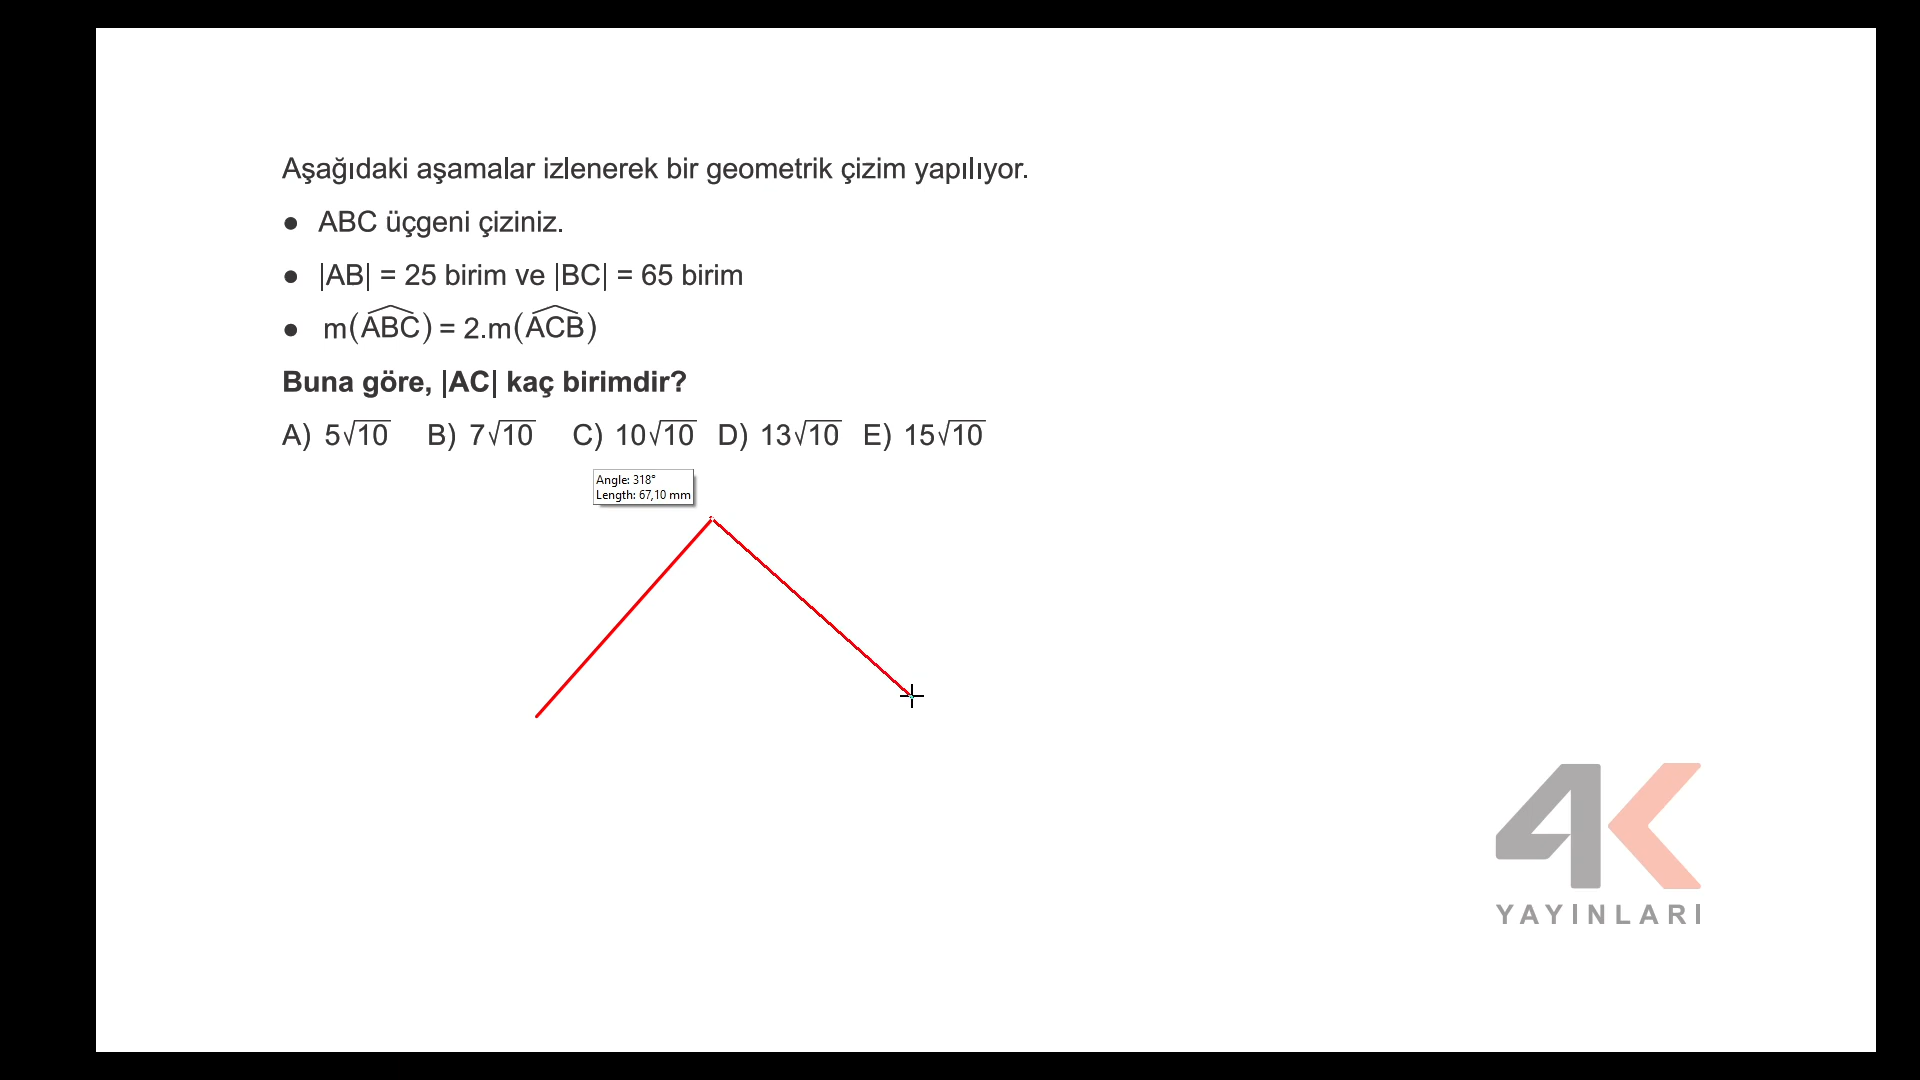 Aşağıdaki aşamalar izlenerek bir geometrik çizim yapılıyor.
● ABC üçgeni çiziniz.
● |AB| = 25 birim ve |BC| = 65 birim
● m(ABC) = 2.m(ACB)
Buna göre, |AC| kaç birimdir?
A) 5√10 B) 7√10 C) 10√10 D) 13√10 E) 15√10
Angle: 318°
Length: 67,10 mm
4K
YAYINLARI